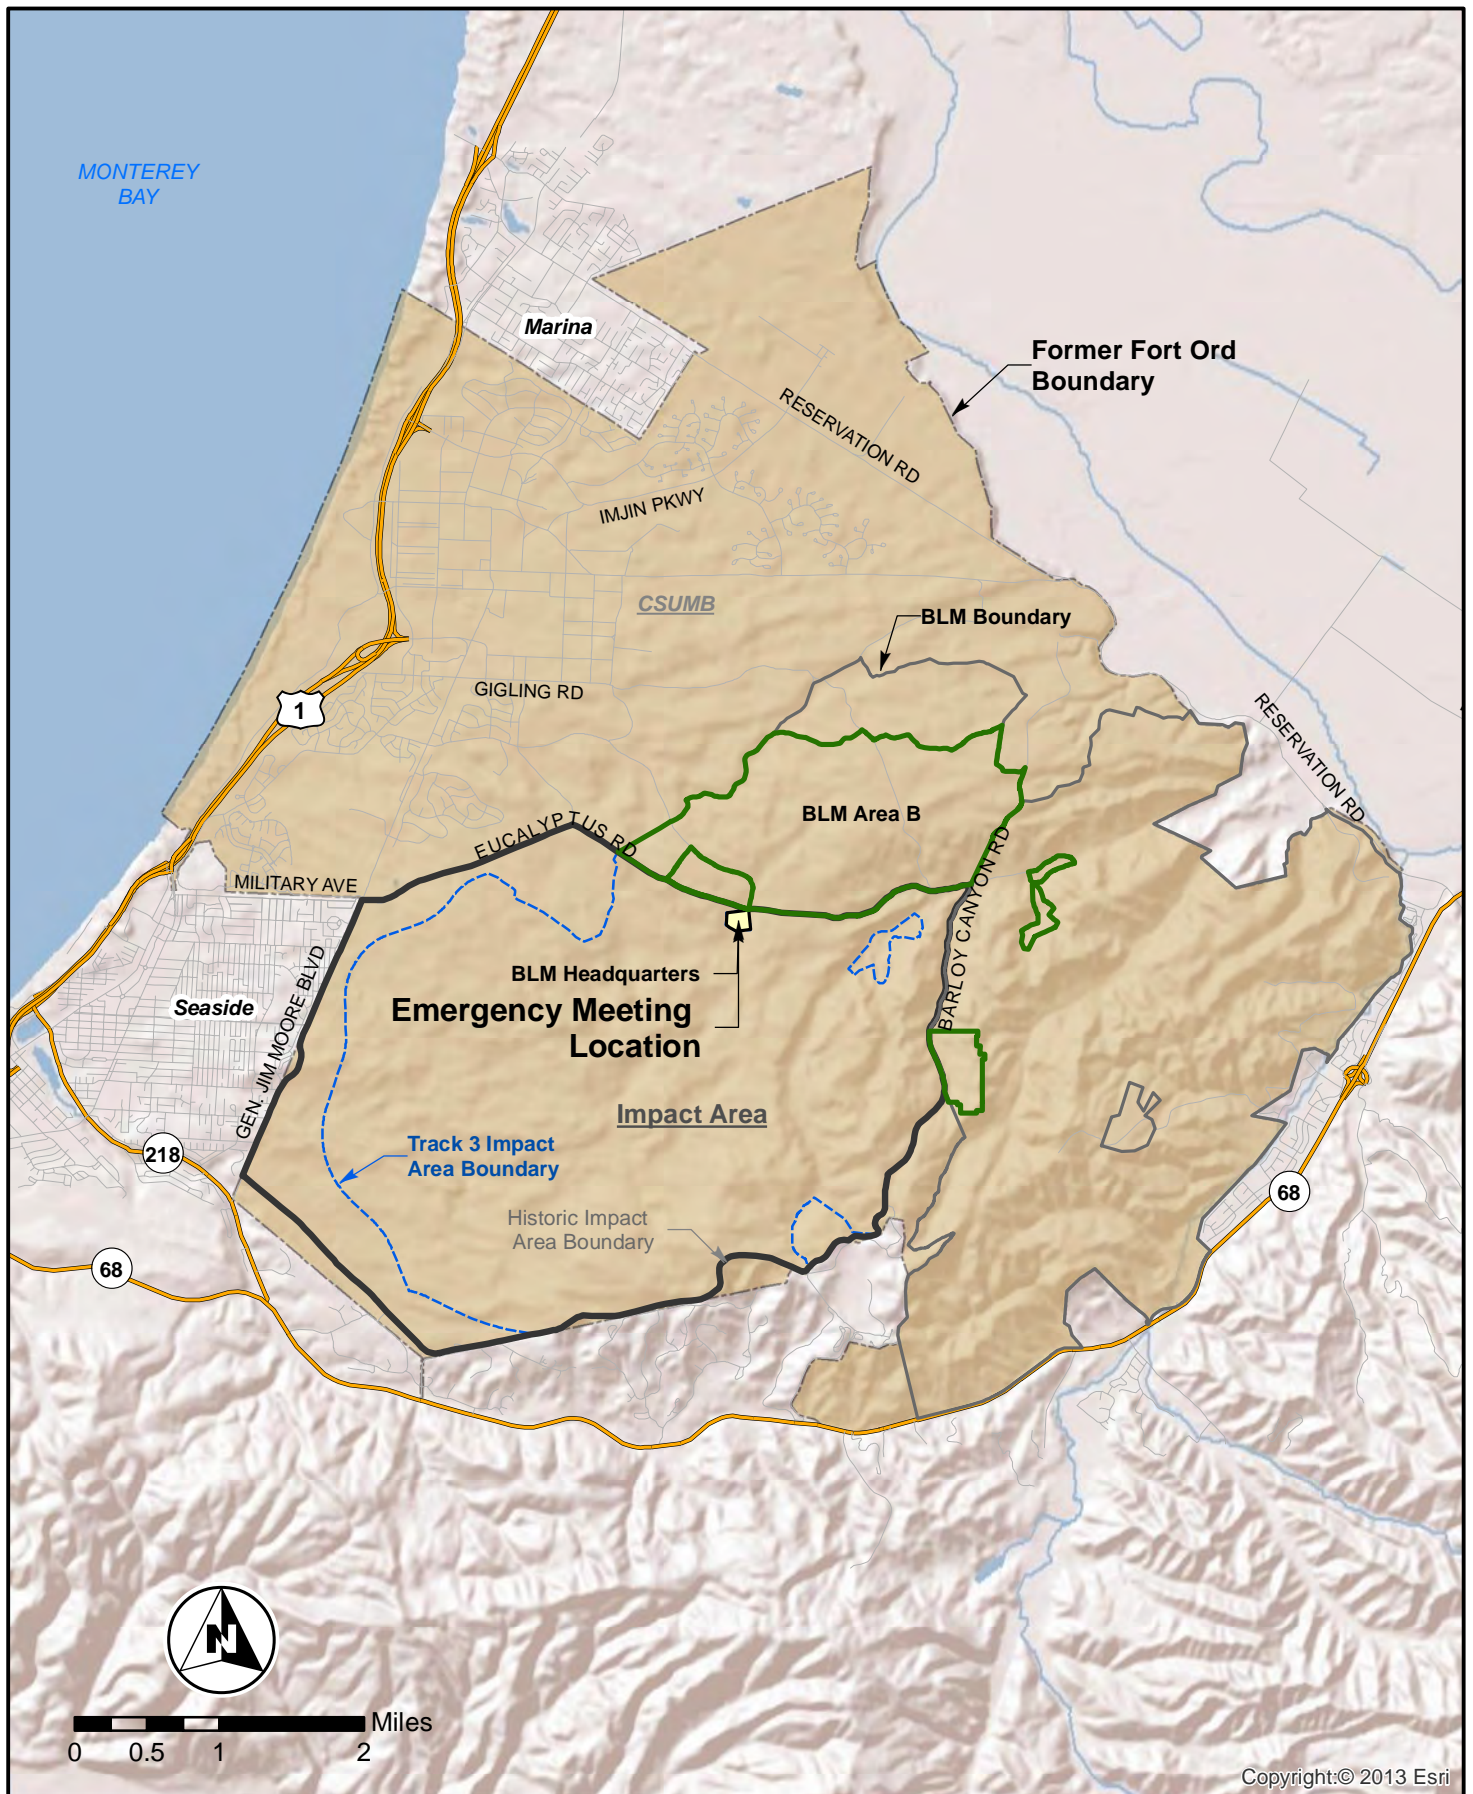 MONTEREY
BAY
Marina
Former Fort Ord
Boundary
RESERVATION RD
IMJIN PKWY
CSUMB
BLM Boundary
GIGLING RD
1
RESERVATION RD
BLM Area B
EUCALYPTUS RD
MILITARY AVE
BARLOY CANYON RD
GEN. JIM MOORE BLVD
Seaside
BLM Headquarters
Emergency Meeting
Location
Impact Area
Track 3 Impact
Area Boundary
218
68
Historic Impact
Area Boundary
68
N
Miles
0 0.5 1 2
Copyright:© 2013 Esri